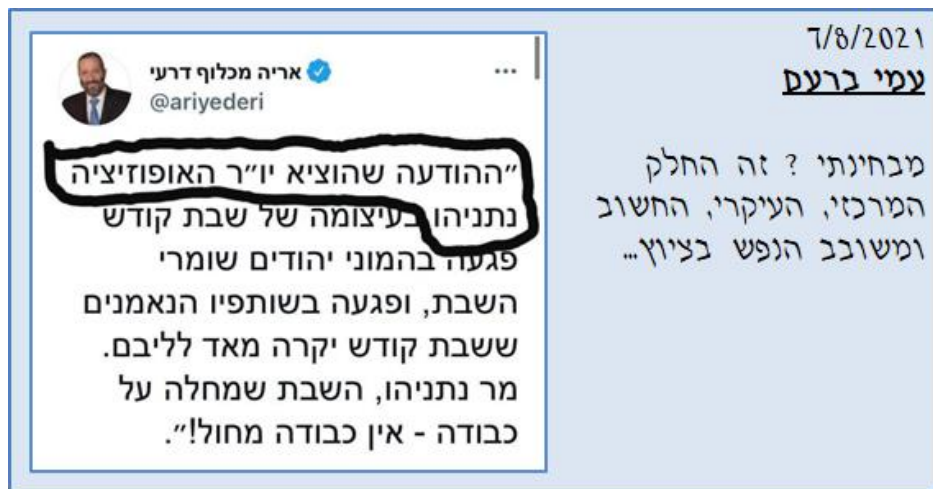 7/8/2021
עמי ברעם
מבחינתי ? זה החלק
המרכזי, העיקרי, החשוב
ומשובב הנפש בציוץ...
אריה מכלוף דרעי
@ariyederi
...
״ההודעה שהוציא יו״ר האופוזיציה
נתניהו בעיצומה של שבת קודש
פגעה בהמוני יהודים שומרי
השבת, ופגעה בשותפיו הנאמנים
ששבת קודש יקרה מאד לליבם.
מר נתניהו, השבת שמחלה על
כבודה - אין כבודה מחול!״.